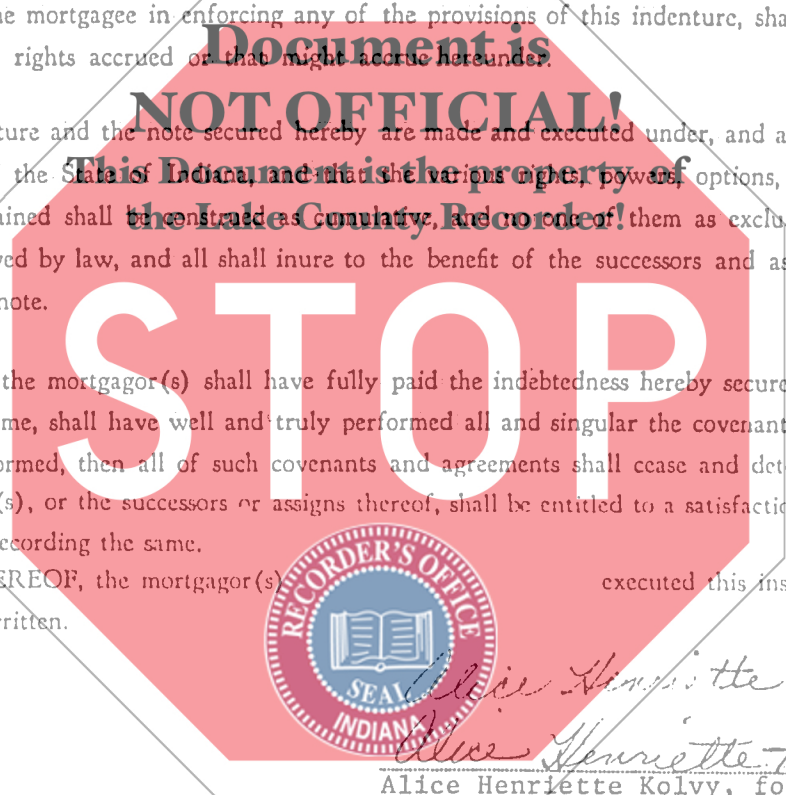 he mortgagee in enforcing any of the provisions of this indenture, sha
Document is
rights accrued or that might accrue hereunder.
NOT OFFICIAL!
ture and the note secured hereby are made and executed under, and a
This Document is the property of
the State of Indiana, and that the various rights, powers, options,
the Lake County Recorder!
ained shall be construed as cumulative, and no one of them as exclu
ved by law, and all shall inure to the benefit of the successors and as
note.
STOP
the mortgagor(s) shall have fully paid the indebtedness hereby secure
me, shall have well and truly performed all and singular the covenant
ormed, then all of such covenants and agreements shall cease and dete
(s), or the successors or assigns thereof, shall be entitled to a satisfactio
ecording the same.
EREOF, the mortgagor(s) executed this ins
ritten.
RECORDER'S OFFICE
SEAL
INDIANA
Alice Henriette
Alice Henriette
Alice Henriette Kolvy, fo